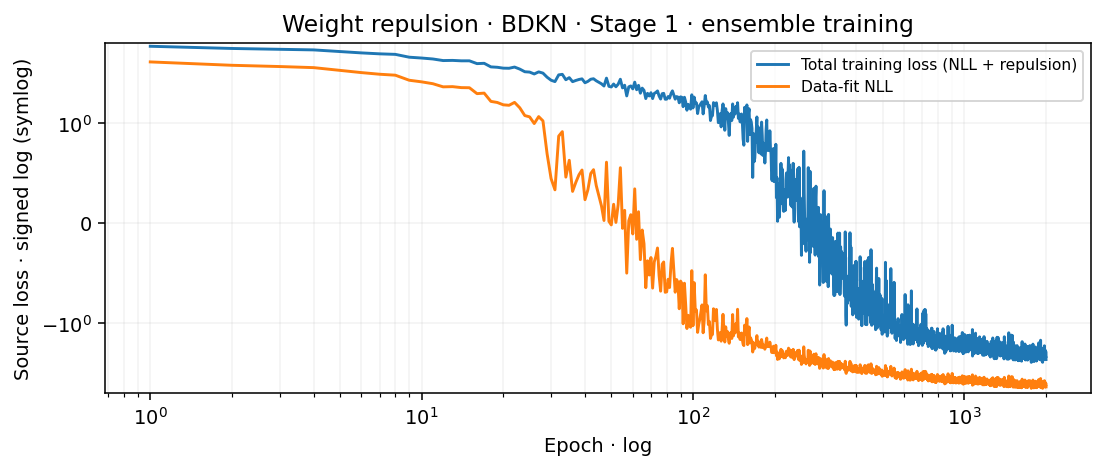 Weight repulsion · BDKN · Stage 1 · ensemble training
Total training loss (NLL + repulsion)
Data-fit NLL
Source loss · signed log (symlog)
10⁰
0
−10⁰
10⁰
10¹
10²
10³
Epoch · log